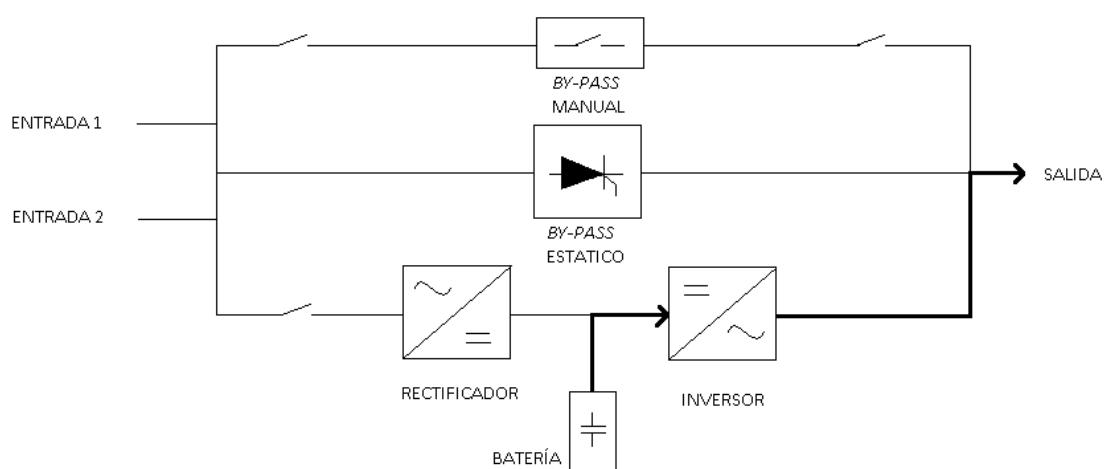 BY-PASS
MANUAL
ENTRADA 1
SALIDA
ENTRADA 2
BY-PASS
ESTATICO
RECTIFICADOR
INVERSOR
BATERÍA